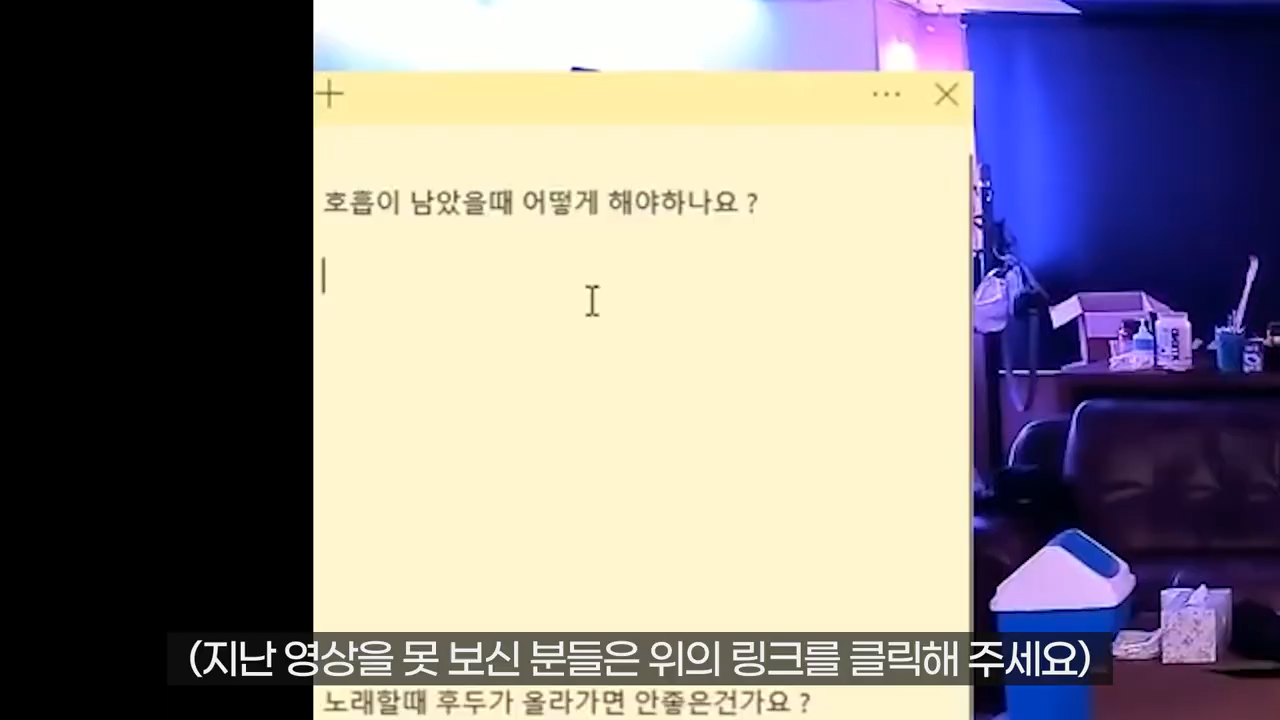 호흡이 남았을때 어떻게 해야하나요 ?
(지난 영상을 못 보신 분들은 위의 링크를 클릭해 주세요)
노래할때 후두가 올라가면 안좋은건가요 ?